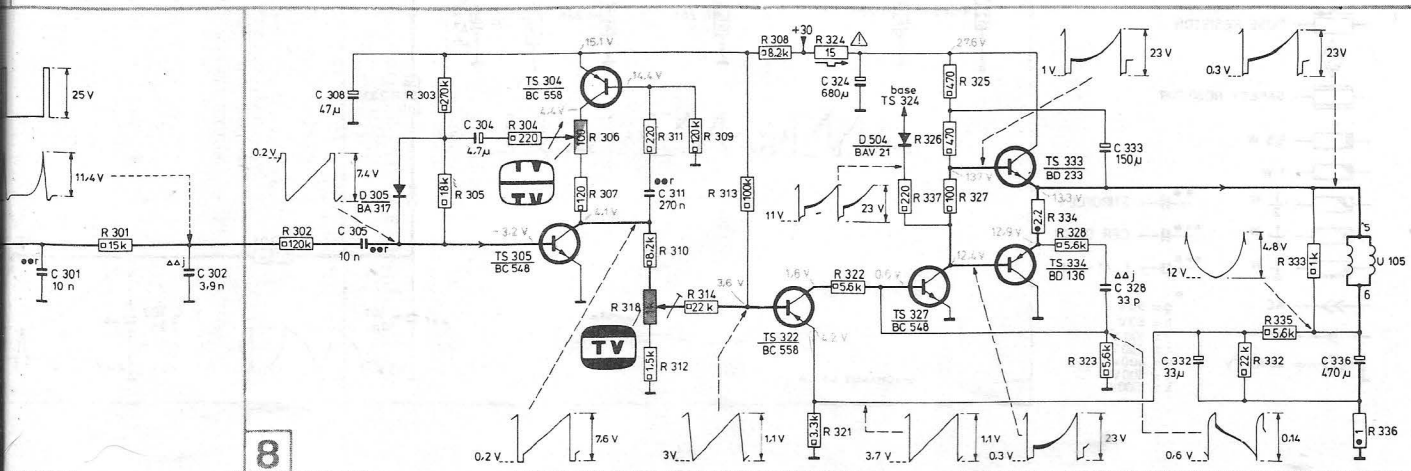 25 V
11,4 V
C 301
10 n
R 301
15k
ΔΔj
C 302
3,9 n
8
0.2 V
7.4 V
D 305
BA 317
R 302
120k
C 305
10 n
C 308
47µ
R 303
270k
18k
R 305
C 304
4.7µ
R 304
220
TS 304
BC 558
15.1 V
14.4 V
4.4 V
100
R 306
TV
120
R 307
4.1 V
3.2 V
TS 305
BC 548
220
R 311
120k
R 309
C 311
270 n
8.2k
R 310
R 318
TV
1.5k
R 312
R 314
22 k
R 313
100k
3.6 V
R 308
8.2k
+30
R 324
15
C 324
680µ
27.6 V
470
R 325
470
R 326
base
TS 324
D 504
BAV 21
220
R 337
100
R 327
11 V
23 V
1 V
23 V
0.3 V
23 V
TS 333
BD 233
C 333
150µ
13.3 V
2.2
R 334
12.9 V
R 328
5.6k
TS 334
BD 136
12.4 V
ΔΔj
C 328
33 p
TS 322
BC 558
1.6 V
4.2 V
R 322
5.6k
0.6 V
TS 327
BC 548
R 323
5.6k
3.3k
R 321
12 V
4.8 V
R 333
1k
5
U 105
6
R 335
5.6k
C 332
33µ
22k
R 332
C 336
470 µ
1
R 336
0,2 V
7.6 V
3V
1.1 V
3,7 V
1.1 V
0.3 V
23 V
0,6 V
0.14